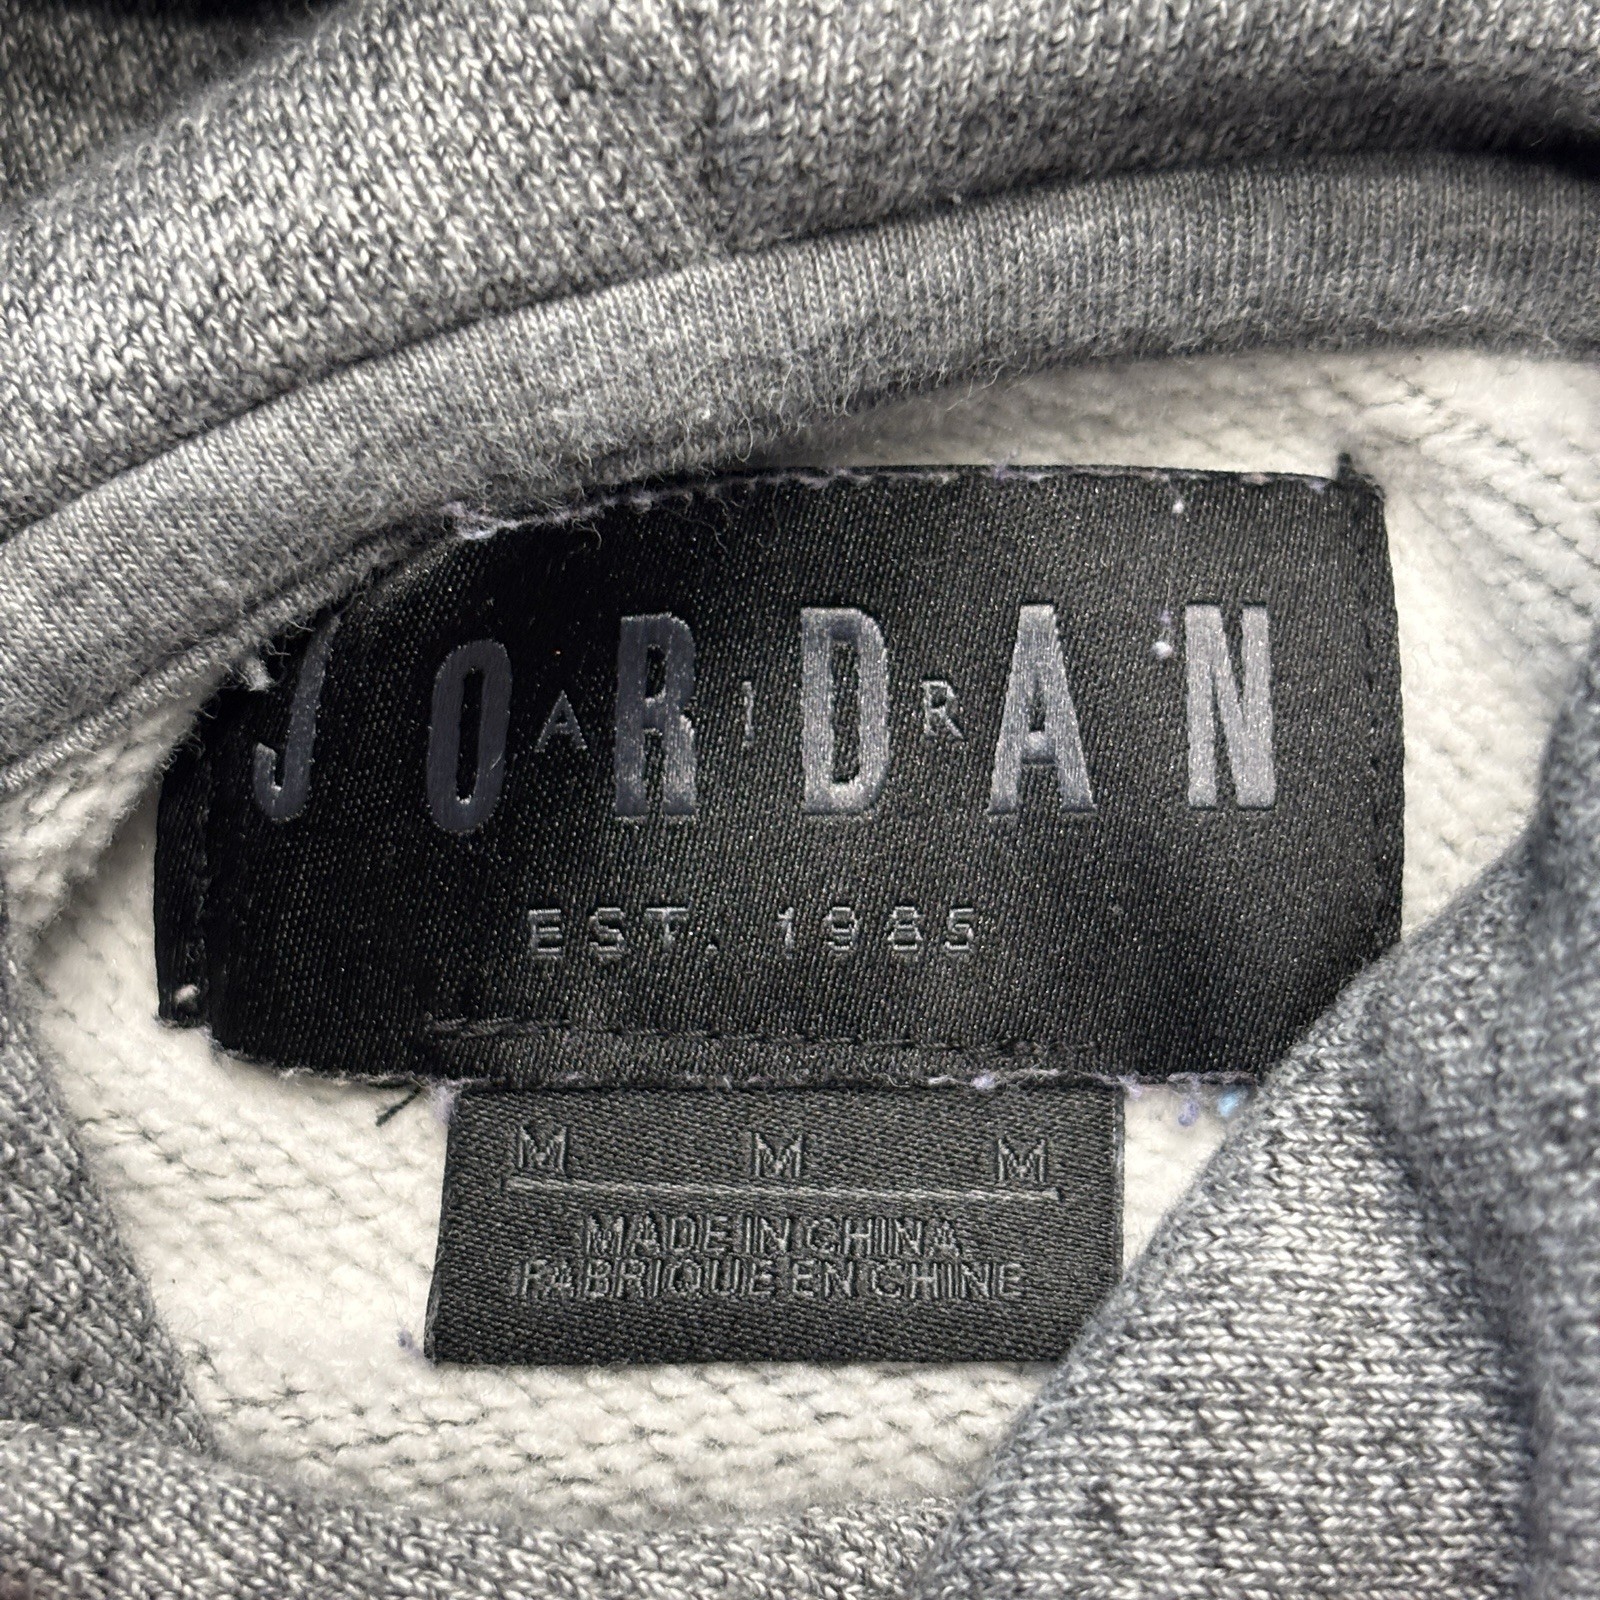 JORDAN
AIR
EST. 1985
M M M
MADE IN CHINA
FABRIQUE EN CHINE